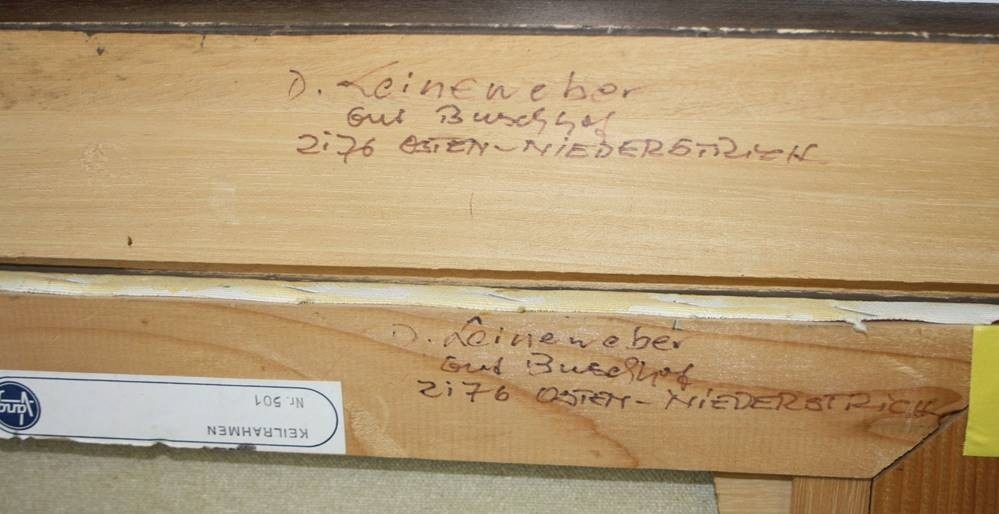 D. Leineweber
Gut Buschhof
2176 OSTEN-NIEDERSTRICH
D. Leineweber
Gut Buschhof
2176 OSTEN-NIEDERSTRICH
KEILRAHMEN
Nr. 501